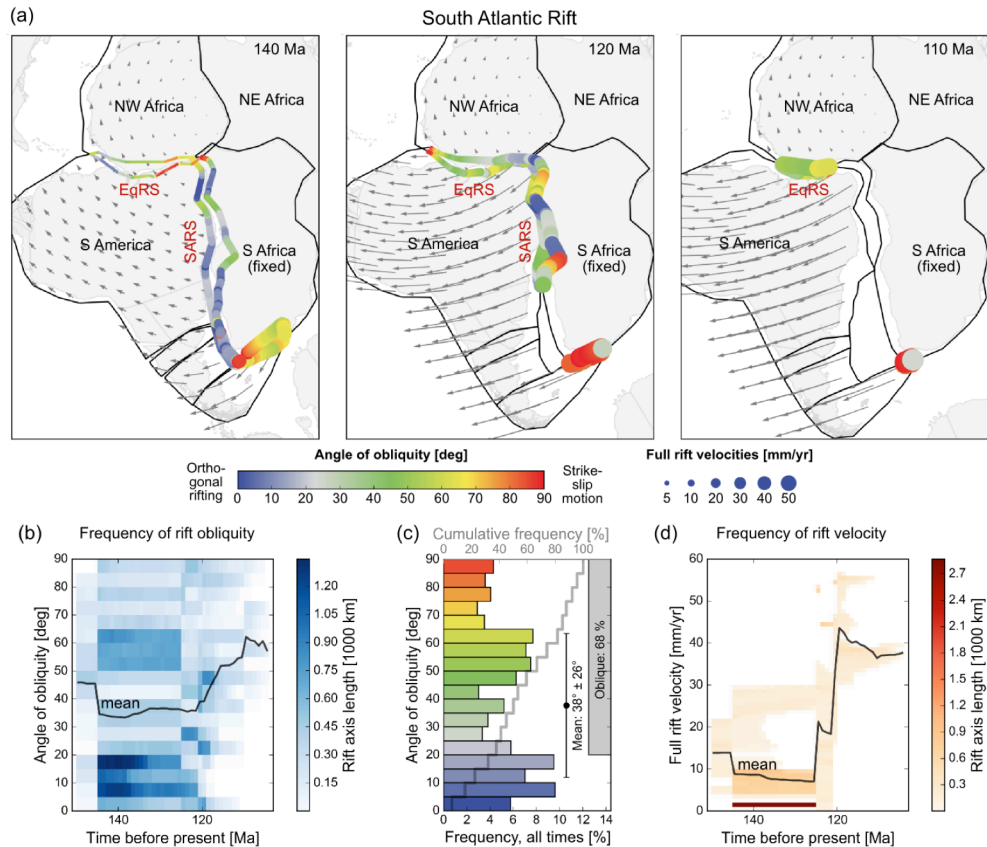 (a)
South Atlantic Rift
140 Ma
NW Africa
NE Africa
EqRS
S America
SARS
S Africa
(fixed)
120 Ma
NW Africa
EqRS
S America
SARS
S Africa
(fixed)
110 Ma
NW Africa
NE Africa
EqRS
S America
S Africa
(fixed)
Angle of obliquity [deg]
Ortho-
gonal
rifting
0 10 20 30 40 50 60 70 80 90
Strike-
slip
motion
Full rift velocities [mm/yr]
5 10 20 30 40 50
(b)
Frequency of rift obliquity
Angle of obliquity [deg]
90
80
70
60
50
40
30
20
10
0
mean
140 120
Time before present [Ma]
1.20
1.05
0.90
0.75
0.60
0.45
0.30
0.15
Rift axis length [1000 km]
(c)
Cumulative frequency [%]
0 20 40 60 80 100
Angle of obliquity [deg]
90
80
70
60
50
40
30
20
10
0
Mean: 38° ± 26°
Oblique: 68 %
0 2 4 6 8 10 12 14
Frequency, all times [%]
(d)
Frequency of rift velocity
Full rift velocity [mm/yr]
60
50
40
30
20
10
0
mean
140 120
Time before present [Ma]
2.7
2.4
2.1
1.8
1.5
1.2
0.9
0.6
0.3
Rift axis length [1000 km]